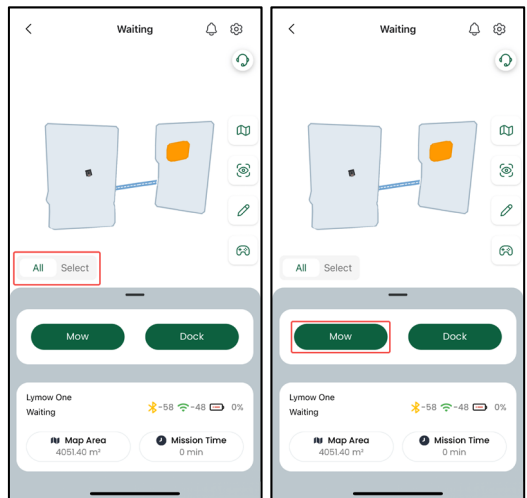 Waiting
All Select
Mow Dock
Lymow One
Waiting
-58 -48 0%
Map Area Mission Time
4051.40 m² 0 min
Waiting
All Select
Mow Dock
Lymow One
Waiting
-58 -48 0%
Map Area Mission Time
4051.40 m² 0 min